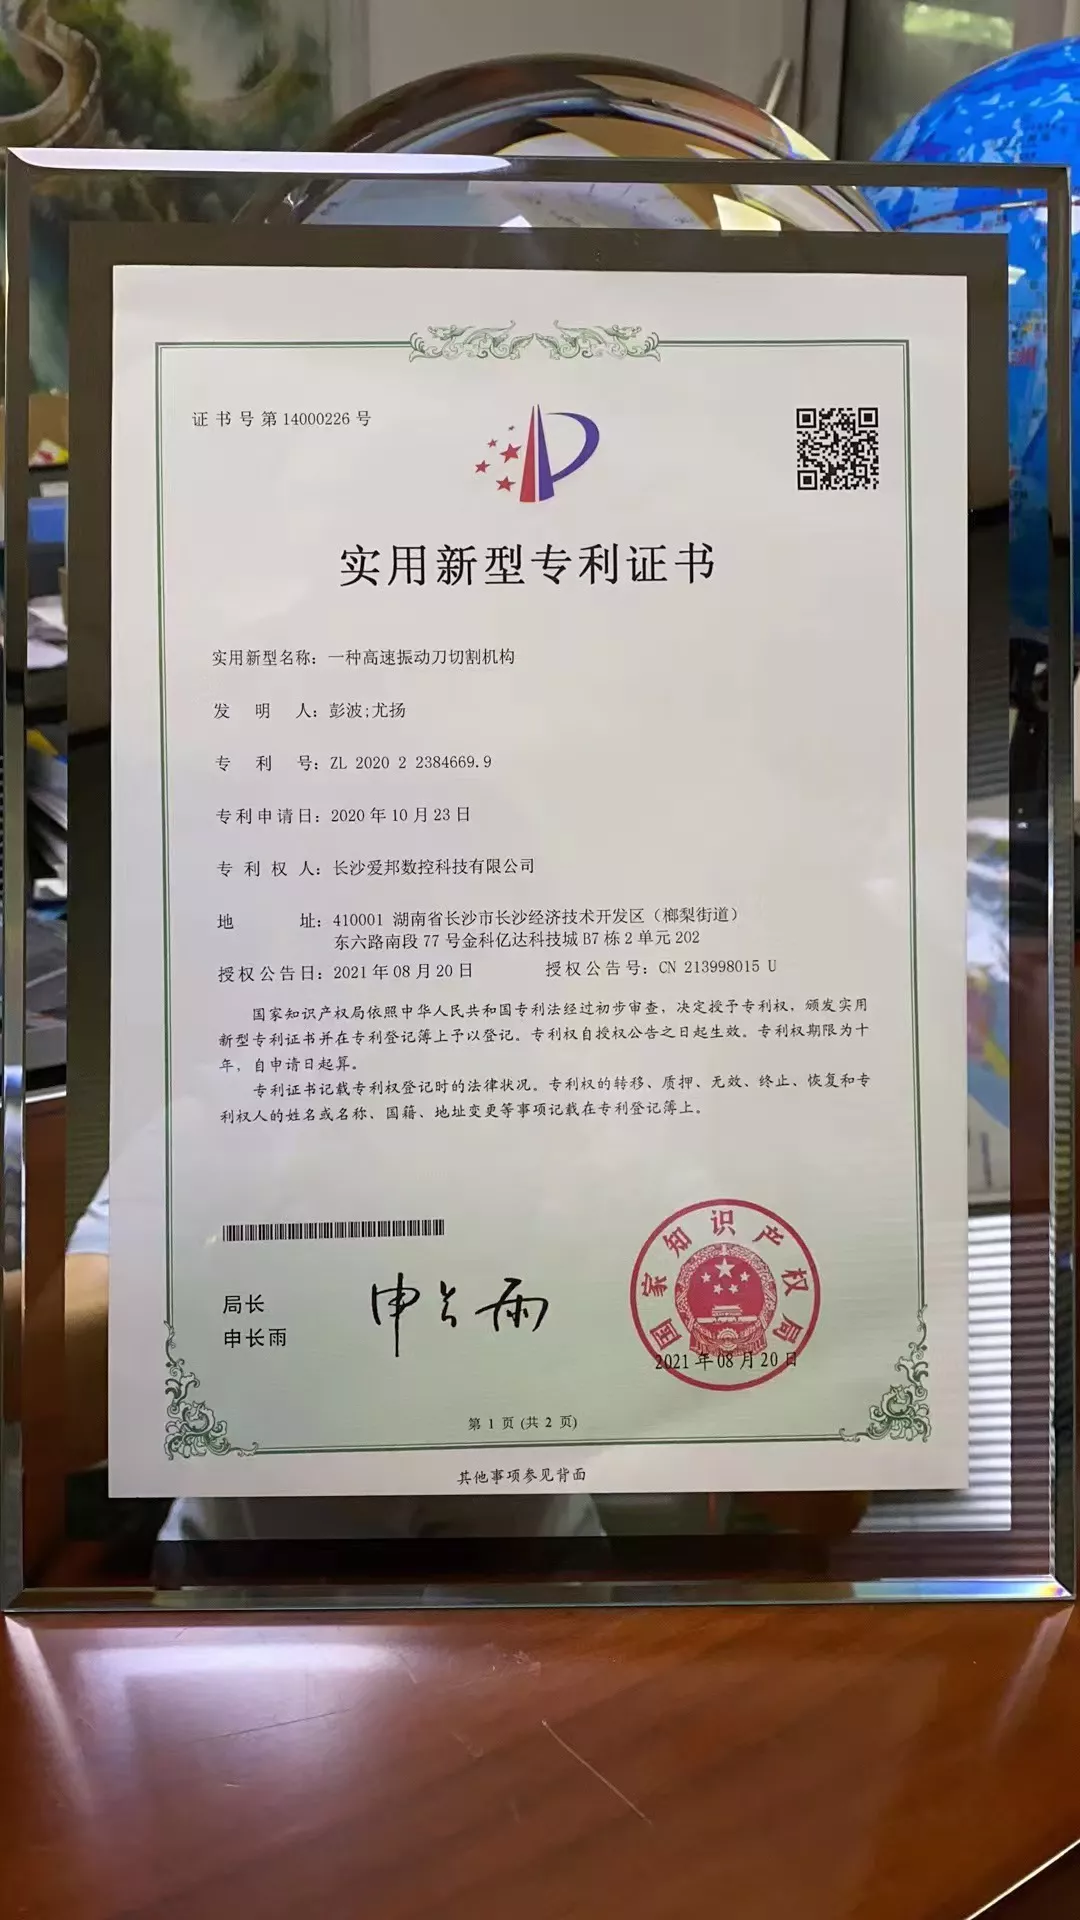 证书号第14000226号
实用新型专利证书
实用新型名称：一种高速振动刀切割机构
发明人：彭波;尤扬
专利号：ZL 2020 2 2384669.9
专利申请日：2020年10月23日
专利权人：长沙爱邦数控科技有限公司
地址：410001 湖南省长沙市长沙经济技术开发区（榔梨街道）
东六路南段77号金科亿达科技城B7栋2单元202
授权公告日：2021年08月20日 授权公告号：CN 213998015 U
国家知识产权局依照中华人民共和国专利法经过初步审查，决定授予专利权，颁发实用
新型专利证书并在专利登记簿上予以登记。专利权自授权公告之日起生效。专利权期限为十
年，自申请日起算。
专利证书记载专利权登记时的法律状况。专利权的转移、质押、无效、终止、恢复和专
利权人的姓名或名称、国籍、地址变更等事项记载在专利登记簿上。
局长
申长雨
申长雨
国家知识产权局
2021年08月20日
第 1 页 (共 2 页)
其他事项参见背面